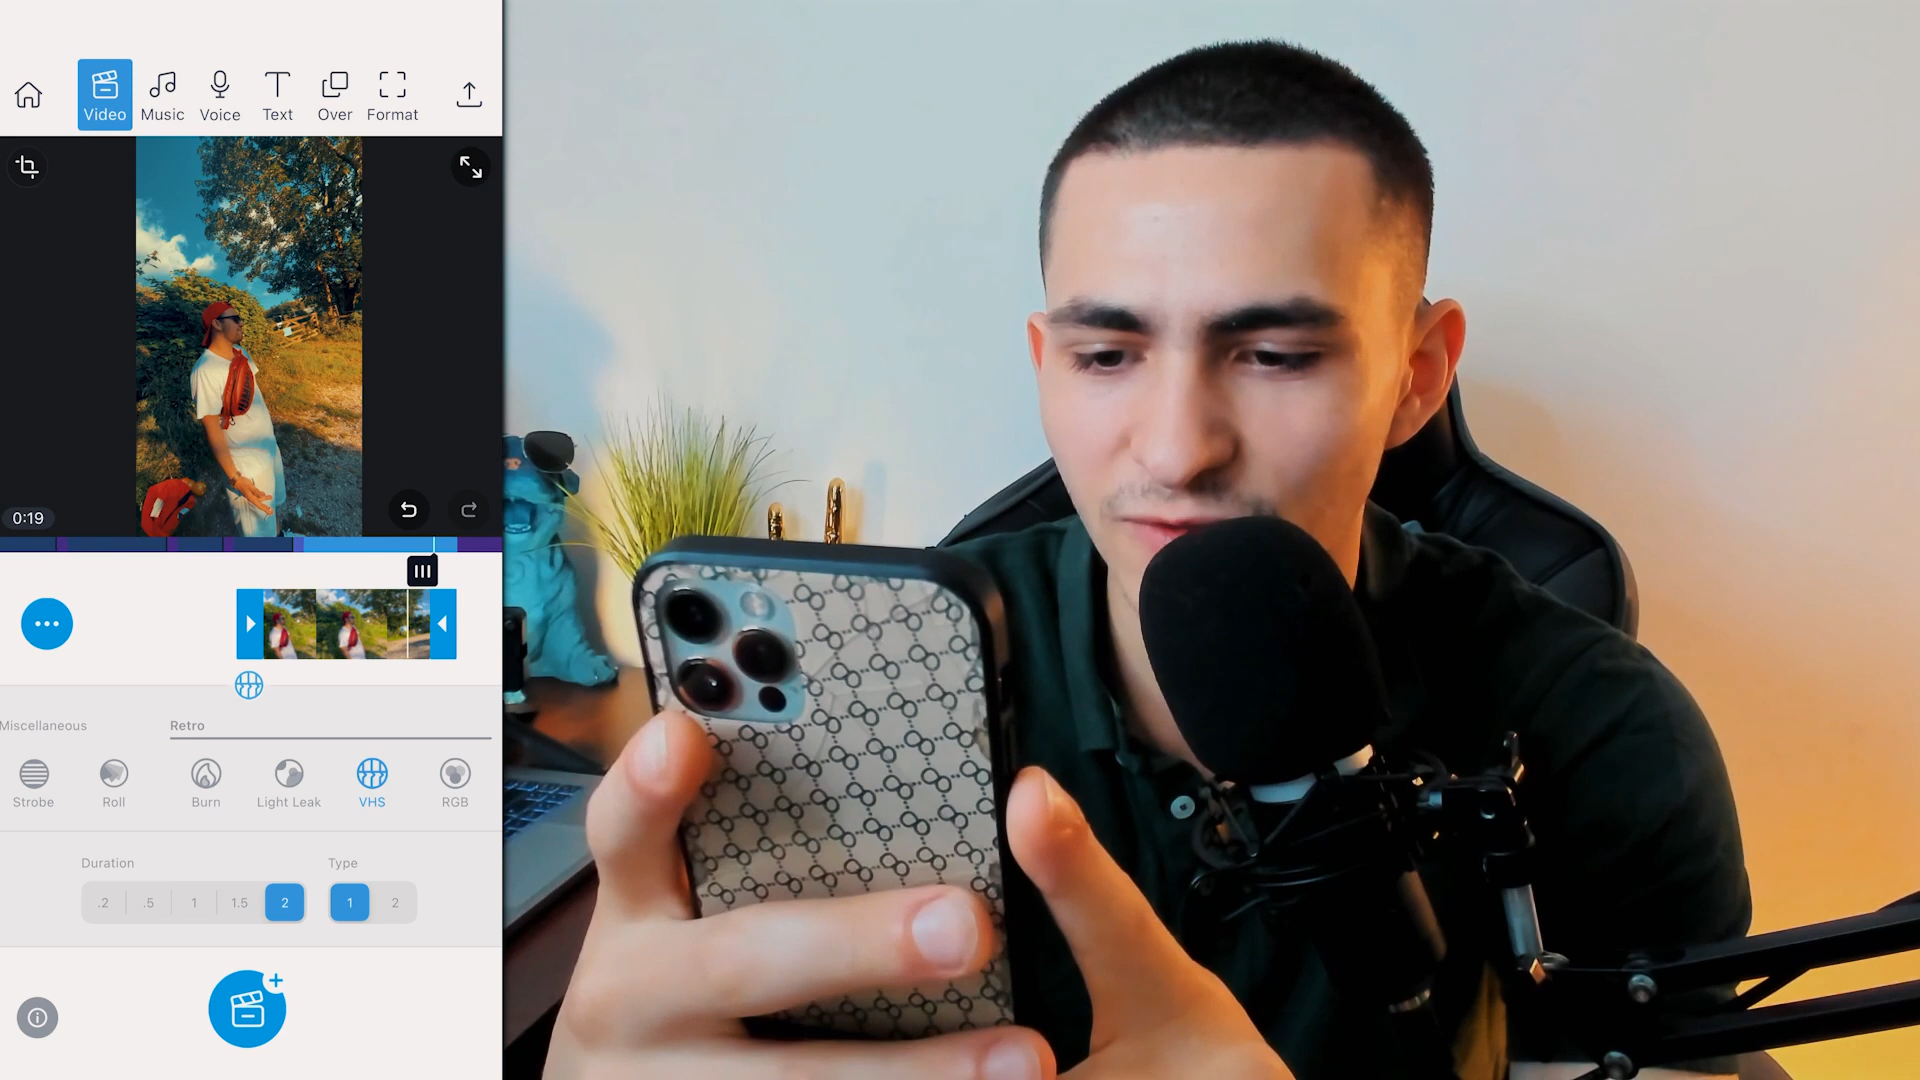 Video Music Voice Text Over Format
0:19
Miscellaneous Retro
Strobe Roll Burn Light Leak VHS RGB
Duration Type
.2 .5 1 1.5 2 1 2